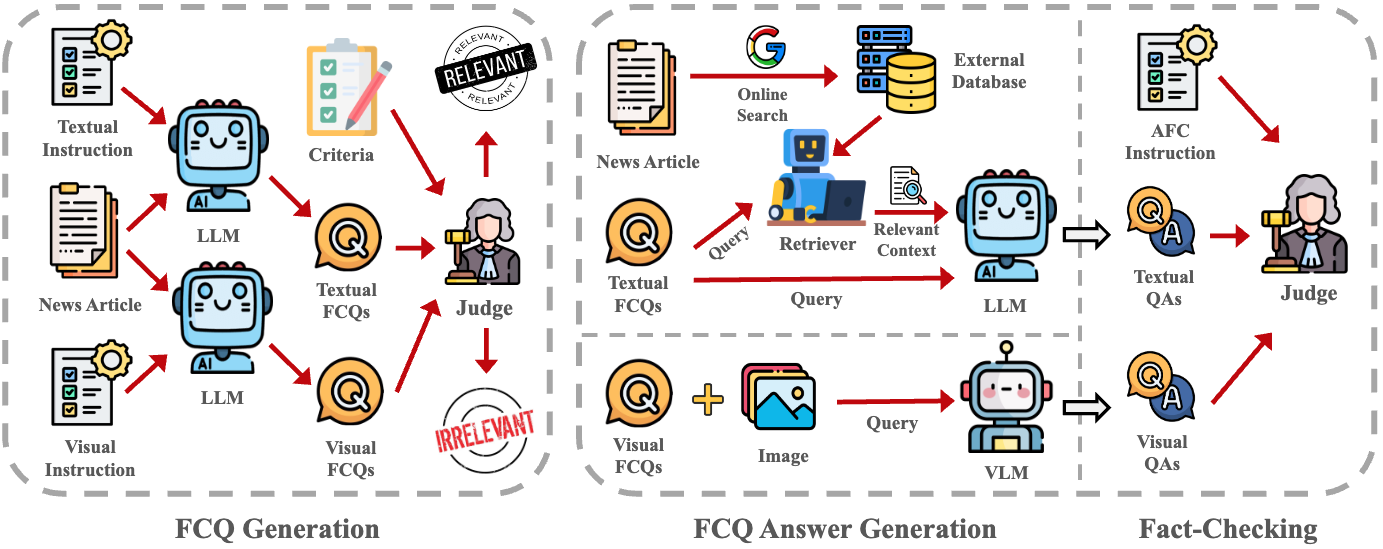 Textual
Instruction
News Article
Visual
Instruction
AI
LLM
AI
LLM
Criteria
Q
Textual
FCQs
Q
Visual
FCQs
RELEVANT
RELEVANT
RELEVANT
Judge
IRRELEVANT
FCQ Generation
News Article
Online
Search
External
Database
Q
Textual
FCQs
Query
Retriever
Relevant
Context
Query
AI
LLM
Q
Visual
FCQs
Image
Query
VLM
FCQ Answer Generation
AFC
Instruction
Q
A
Textual
QAs
Q
A
Visual
QAs
Judge
Fact-Checking